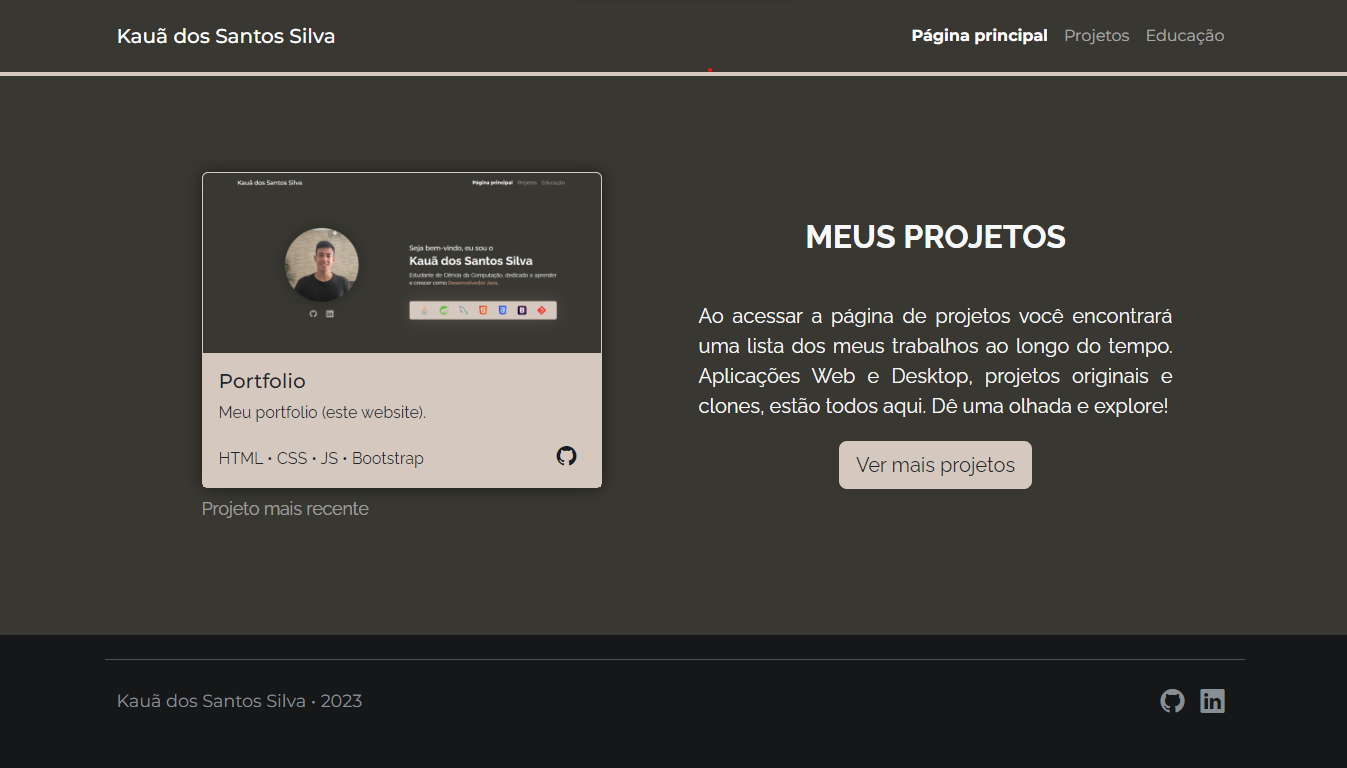 Kauã dos Santos Silva
Página principal Projetos Educação
Kauã dos Santos Silva
Página principal Projetos Educação
Seja bem-vindo, eu sou o
Kauã dos Santos Silva
Estudante de Ciência da Computação, dedicado a aprender
e crescer como Desenvolvedor Java.
Portfolio
Meu portfolio (este website).
HTML • CSS • JS • Bootstrap
Projeto mais recente
MEUS PROJETOS
Ao acessar a página de projetos você encontrará
uma lista dos meus trabalhos ao longo do tempo.
Aplicações Web e Desktop, projetos originais e
clones, estão todos aqui. Dê uma olhada e explore!
Ver mais projetos
Kauã dos Santos Silva • 2023
in